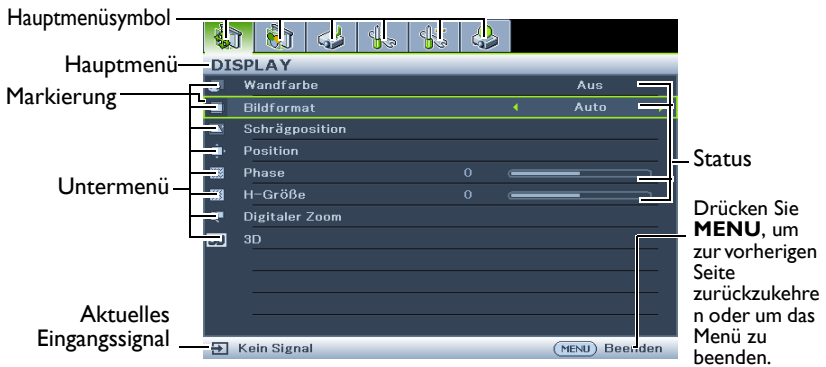 Hauptmenüsymbol
Hauptmenü
DISPLAY
Markierung
Wandfarbe Aus
Bildformat Auto
Schrägposition
Position
Phase 0
H-Größe 0
Digitaler Zoom
3D 3D
Untermenü
Status
Drücken Sie
MENU, um
zur vorherigen
Seite
zurückzukehre
n oder um das
Menü zu
beenden.
Aktuelles
Eingangssignal
Kein Signal
MENU Beenden